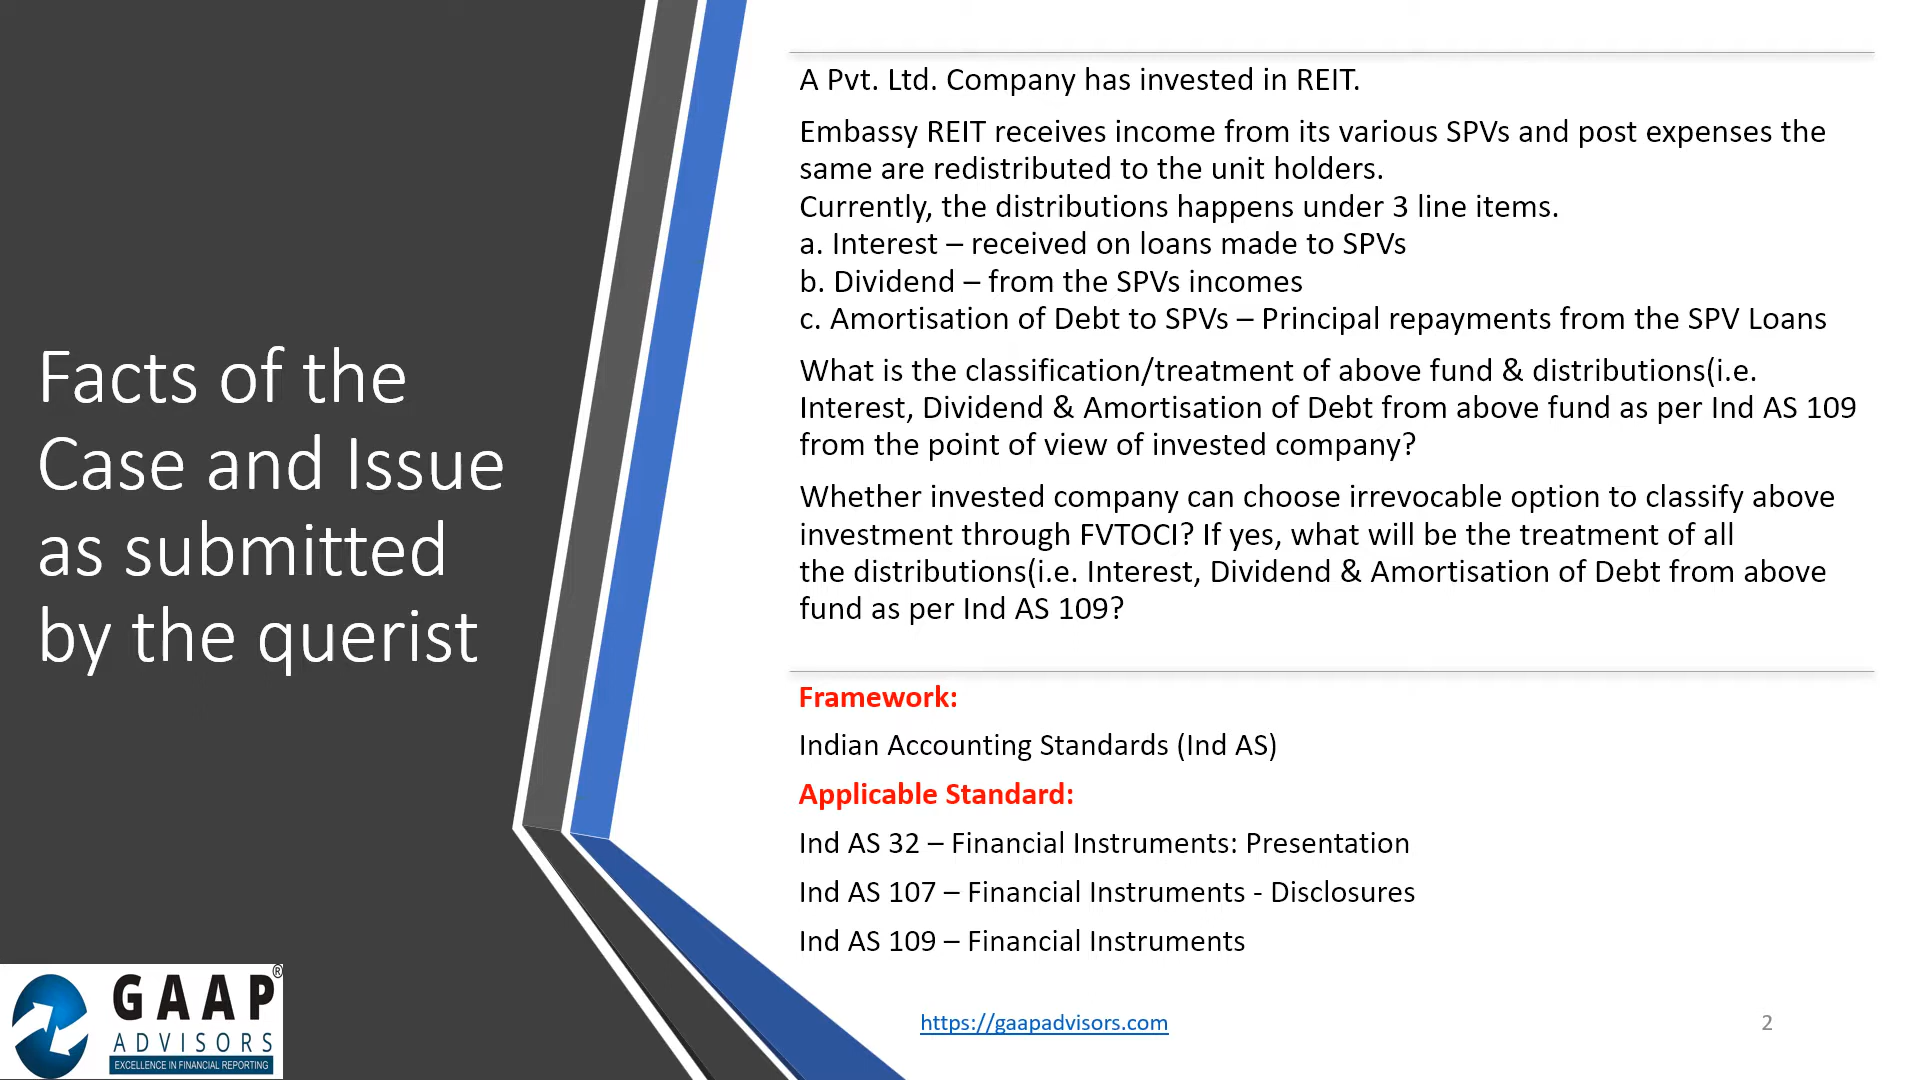 Facts of the
Case and Issue
as submitted
by the querist
A Pvt. Ltd. Company has invested in REIT.
Embassy REIT receives income from its various SPVs and post expenses the
same are redistributed to the unit holders.
Currently, the distributions happens under 3 line items.
a. Interest – received on loans made to SPVs
b. Dividend – from the SPVs incomes
c. Amortisation of Debt to SPVs – Principal repayments from the SPV Loans
What is the classification/treatment of above fund & distributions(i.e.
Interest, Dividend & Amortisation of Debt from above fund as per Ind AS 109
from the point of view of invested company?
Whether invested company can choose irrevocable option to classify above
investment through FVTOCI? If yes, what will be the treatment of all
the distributions(i.e. Interest, Dividend & Amortisation of Debt from above
fund as per Ind AS 109?
Framework:
Indian Accounting Standards (Ind AS)
Applicable Standard:
Ind AS 32 – Financial Instruments: Presentation
Ind AS 107 – Financial Instruments - Disclosures
Ind AS 109 – Financial Instruments
GAAP®
ADVISORS
EXCELLENCE IN FINANCIAL REPORTING
https://gaapadvisors.com
2